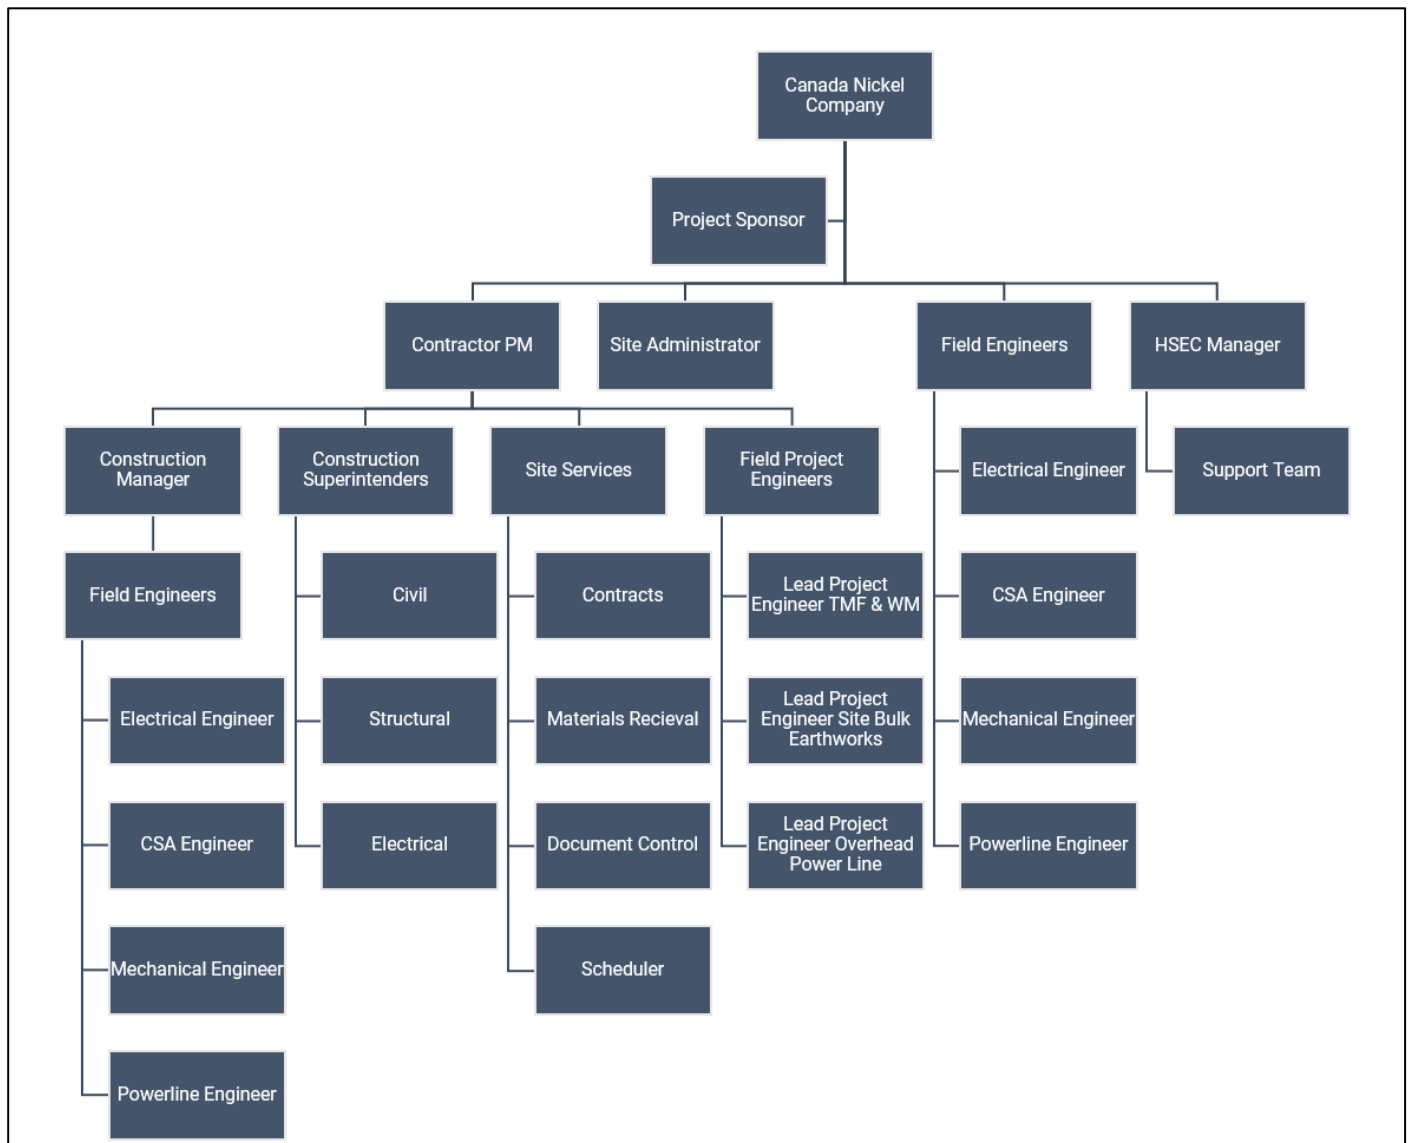 Canada Nickel
Company
Project Sponsor
Contractor PM
Site Administrator
Field Engineers
HSEC Manager
Construction
Manager
Construction
Superintenders
Site Services
Field Project
Engineers
Electrical Engineer
Support Team
Field Engineers
Civil
Contracts
Lead Project
Engineer TMF & WM
CSA Engineer
Electrical Engineer
Structural
Materials Recieval
Lead Project
Engineer Site Bulk
Earthworks
Mechanical Engineer
CSA Engineer
Electrical
Document Control
Lead Project
Engineer Overhead
Power Line
Powerline Engineer
Mechanical Engineer
Scheduler
Powerline Engineer